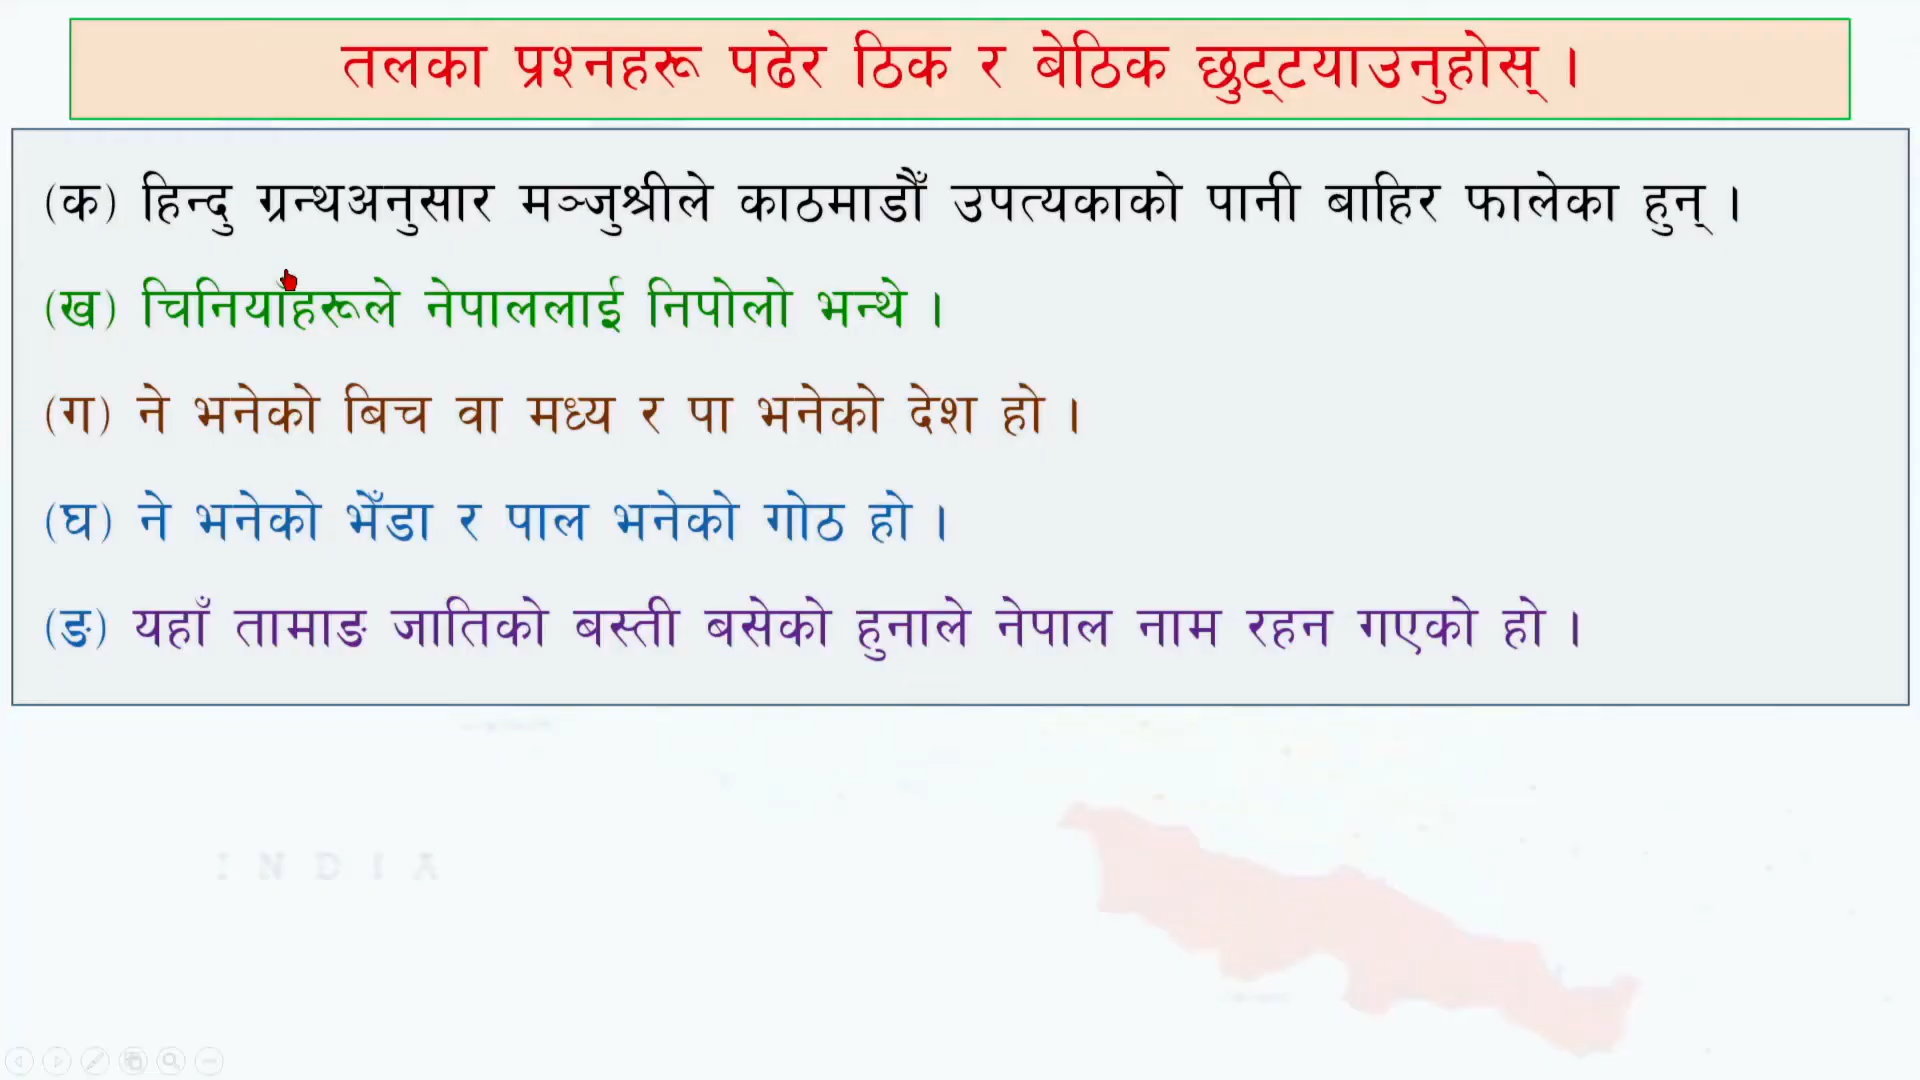 तलका प्रश्नहरू पढेर ठिक र बेठिक छुट्टयाउनुहोस् ।
(क) हिन्दु ग्रन्थअनुसार मञ्जुश्रीले काठमाडौँ उपत्यकाको पानी बाहिर फालेका हुन् ।
(ख) चिनियाहरूले नेपाललाई निपोलो भन्थे ।
(ग) ने भनेको बिच वा मध्य र पा भनेको देश हो ।
(घ) ने भनेको भेँडा र पाल भनेको गोठ हो ।
(ङ) यहाँ तामाङ जातिको बस्ती बसेको हुनाले नेपाल नाम रहन गएको हो ।
INDIA